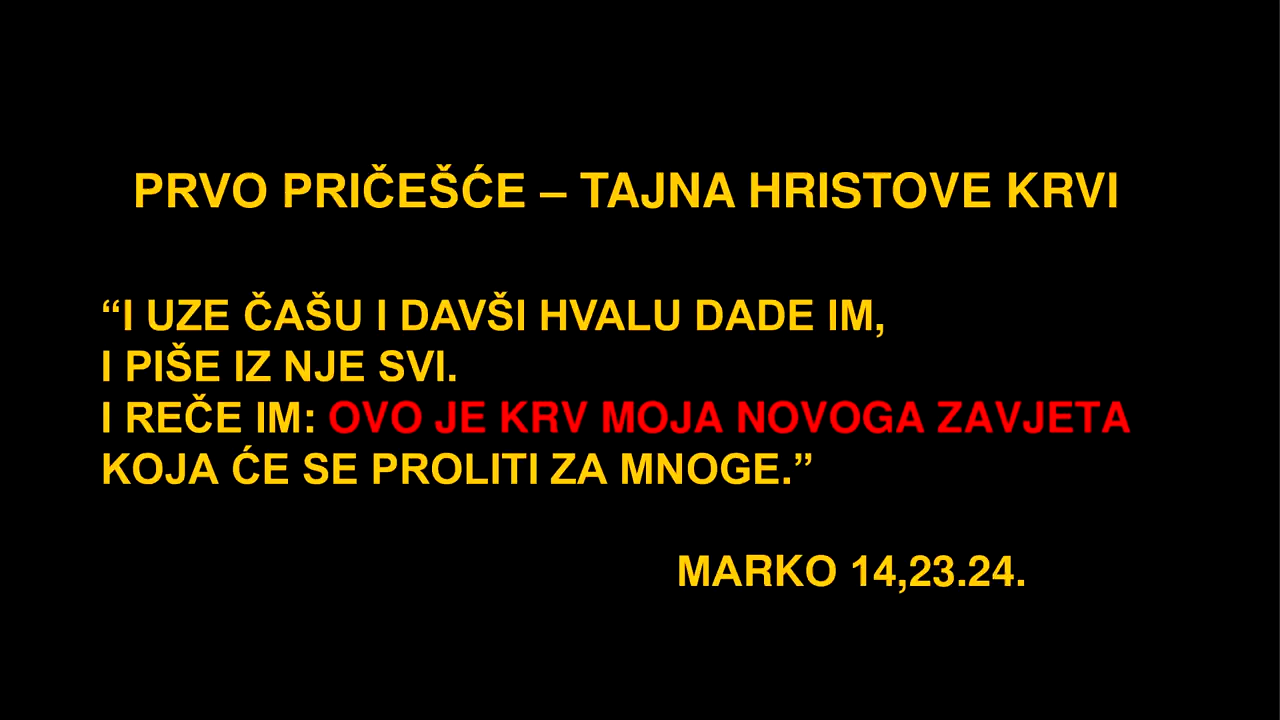 PRVO PRIČEŠĆE – TAJNA HRISTOVE KRVI
“I UZE ČAŠU I DAVŠI HVALU DADE IM,
I PIŠE IZ NJE SVI.
I REČE IM: OVO JE KRV MOJA NOVOGA ZAVJETA
KOJA ĆE SE PROLITI ZA MNOGE.”
MARKO 14,23.24.